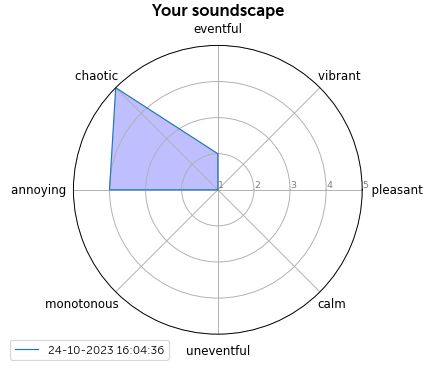 Your soundscape
eventful
chaotic
vibrant
annoying
1 2 3 4 5
pleasant
monotonous
calm
uneventful
24-10-2023 16:04:36